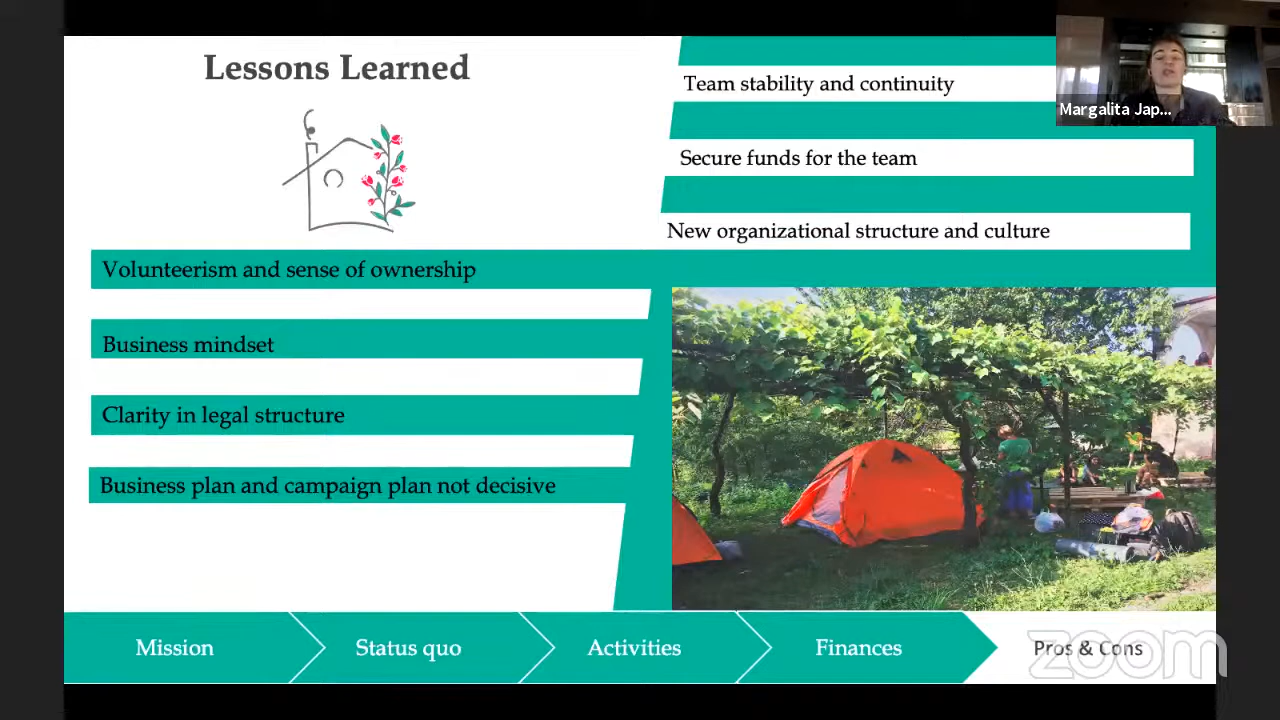 Lessons Learned
Volunteerism and sense of ownership
Business mindset
Clarity in legal structure
Business plan and campaign plan not decisive
Team stability and continuity
Secure funds for the team
New organizational structure and culture
Margalita Jap...
Mission
Status quo
Activities
Finances
Pros & Cons
zoom